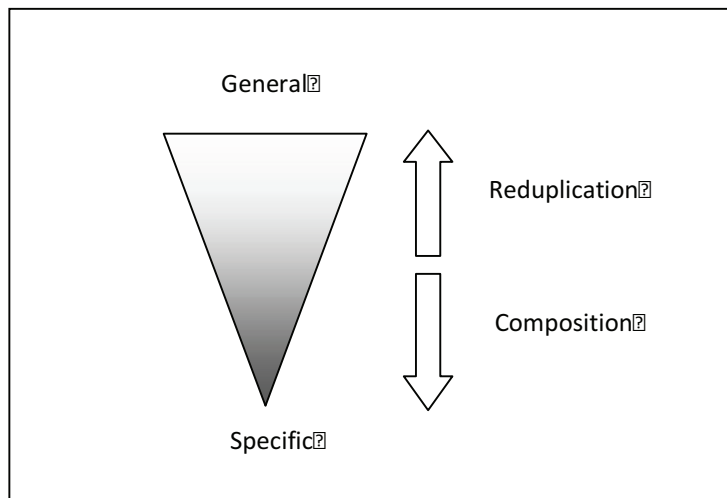 General⍰
Reduplication⍰
Composition⍰
Specific⍰